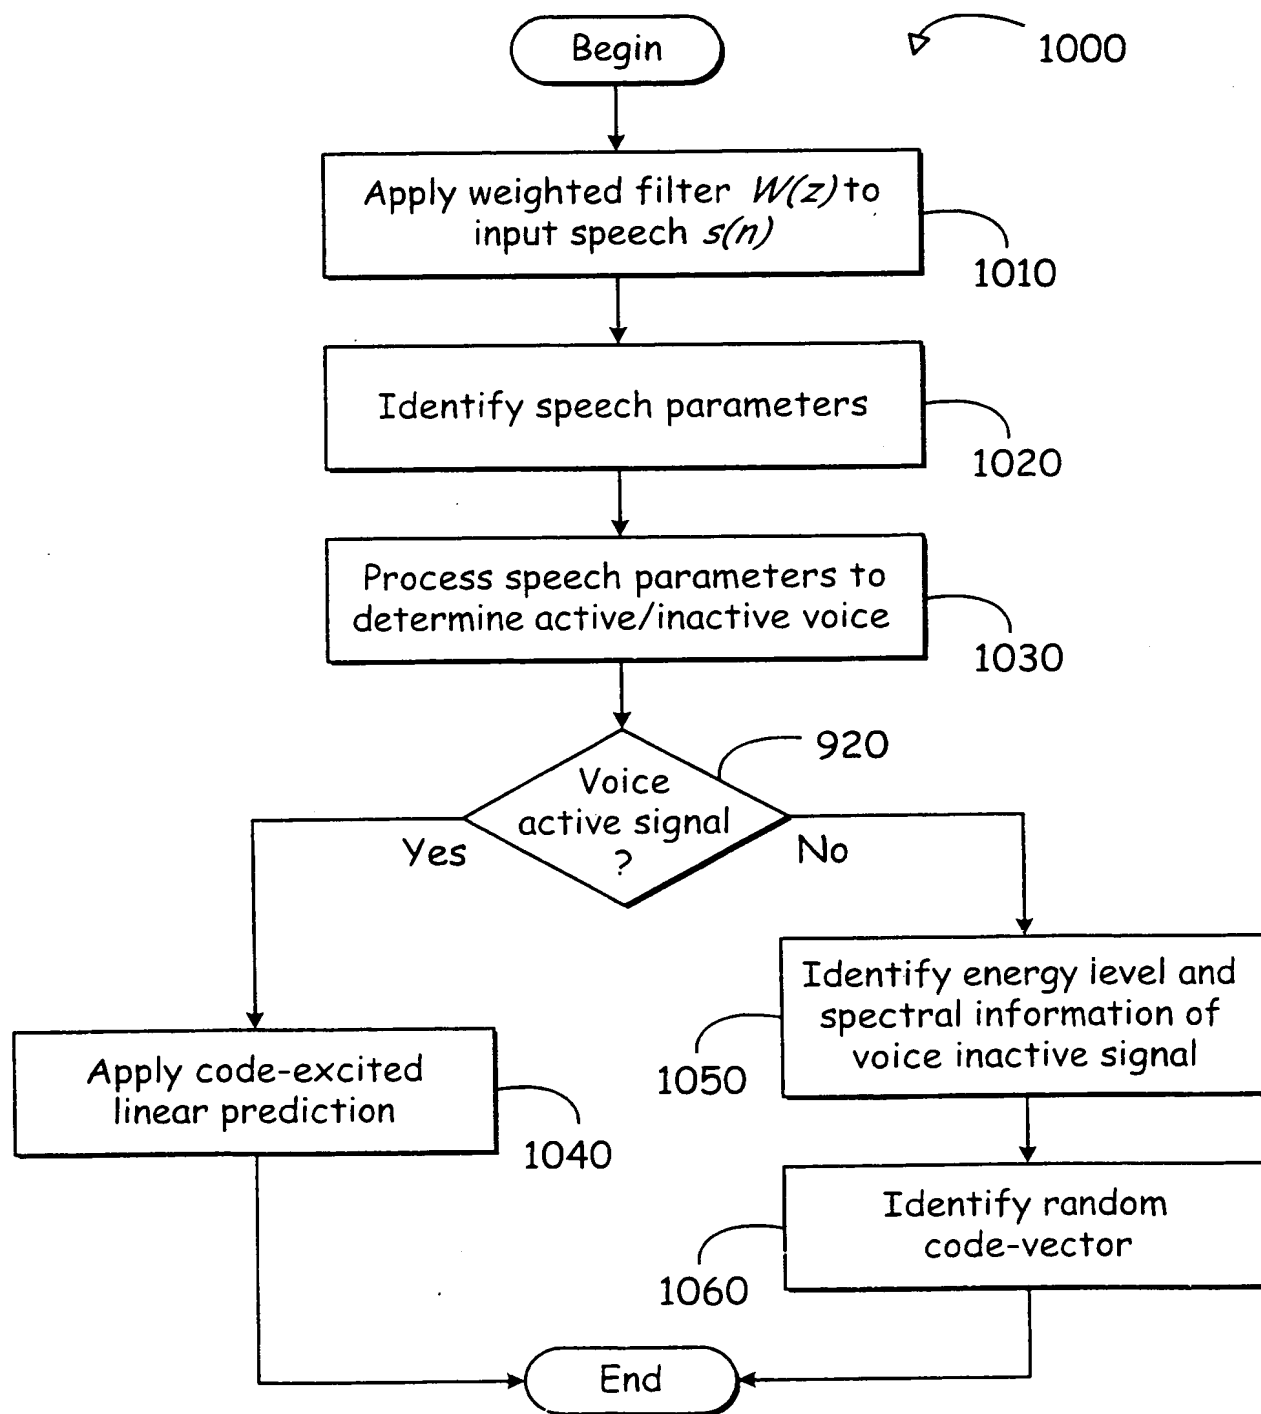 Begin
1000
Apply weighted filter W(z) to
input speech s(n)
1010
Identify speech parameters
1020
Process speech parameters to
determine active/inactive voice
1030
920
Voice
active signal
?
Yes
No
Identify energy level and
spectral information of
voice inactive signal
1050
Apply code-excited
linear prediction
1040
Identify random
code-vector
1060
End